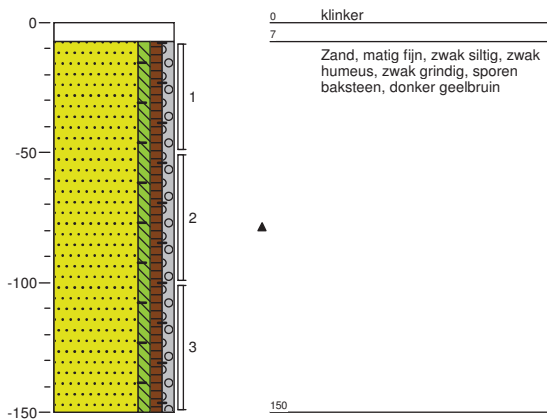 0
-50
-100
-150
1
2
3
0 klinker
7
Zand, matig fijn, zwak siltig, zwak
humeus, zwak grindig, sporen
baksteen, donker geelbruin
150